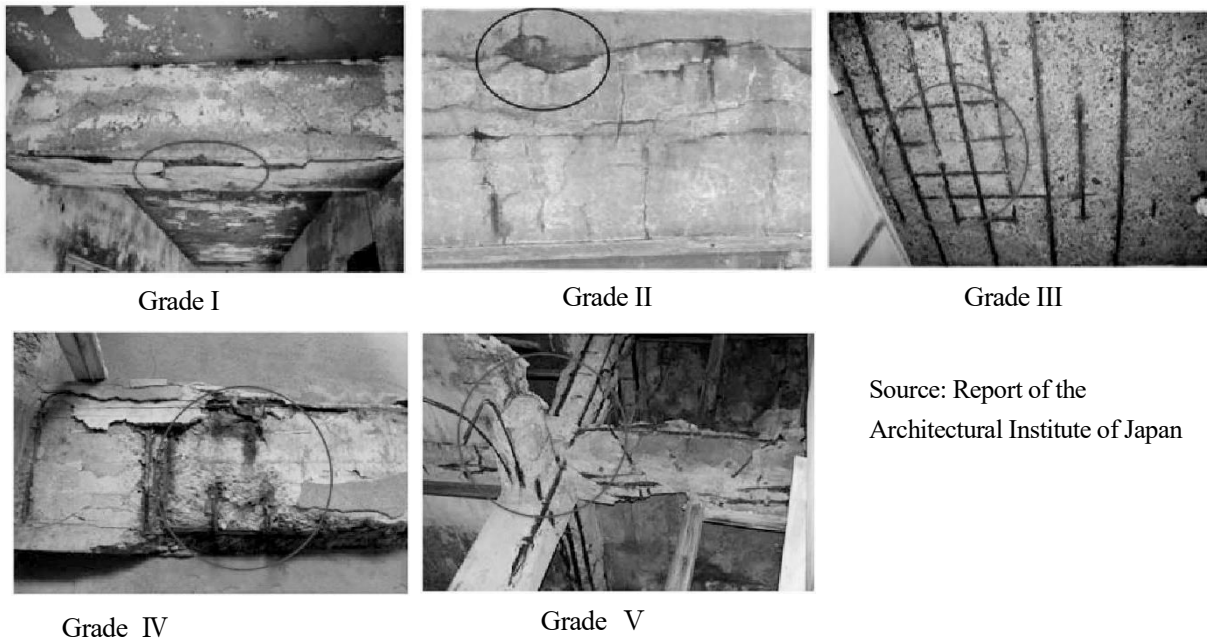 Grade I
Grade II
Grade III
Grade Ⅳ
Grade Ⅴ
Source: Report of the
Architectural Institute of Japan